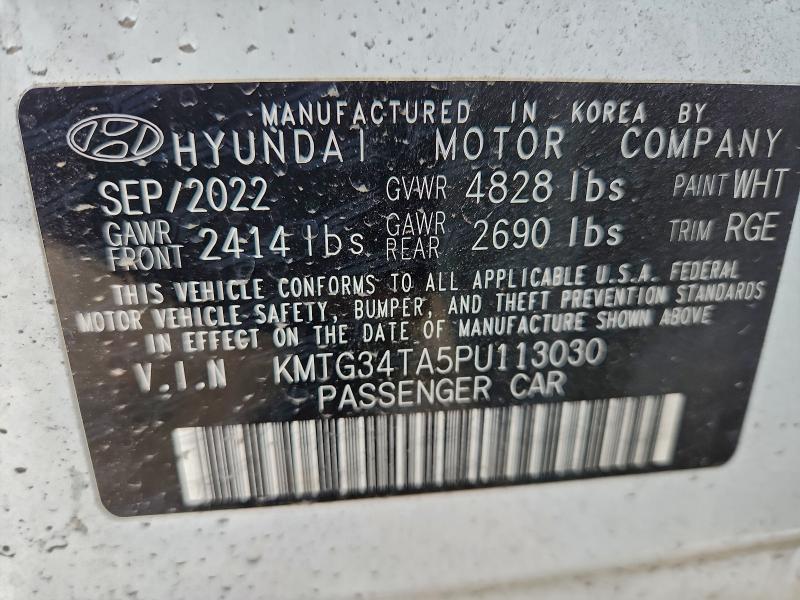 MANUFACTURED IN KOREA BY
HYUNDAI MOTOR COMPANY
SEP/2022 GVWR 4828 lbs PAINT WHT
GAWR FRONT 2414 lbs GAWR REAR 2690 lbs TRIM RGE
THIS VEHICLE CONFORMS TO ALL APPLICABLE U.S.A. FEDERAL
MOTOR VEHICLE SAFETY, BUMPER, AND THEFT PREVENTION STANDARDS
IN EFFECT ON THE DATE OF MANUFACTURE SHOWN ABOVE
V.I.N KMTG34TA5PU113030
PASSENGER CAR